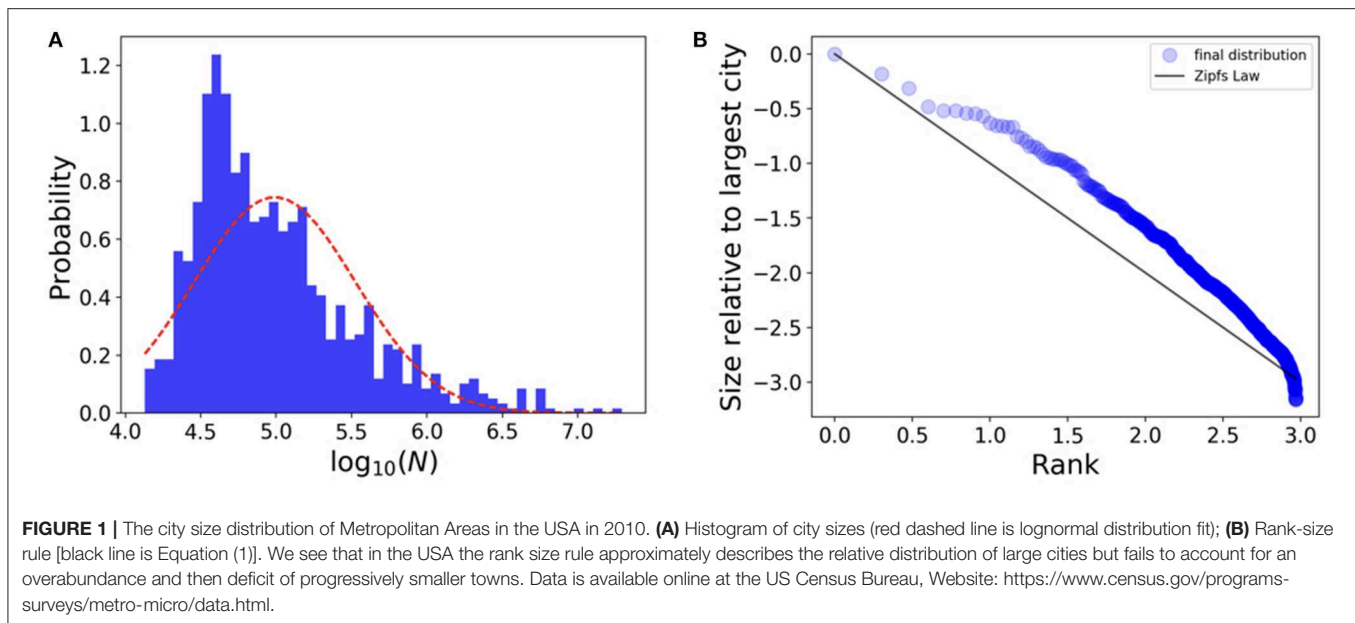 A
1.2
1.0
0.8
0.6
0.4
0.2
0.0
Probability
4.0 4.5 5.0 5.5 6.0 6.5 7.0
log10(N)
B
0.0
−0.5
−1.0
−1.5
−2.0
−2.5
−3.0
Size relative to largest city
final distribution
Zipfs Law
0.0 0.5 1.0 1.5 2.0 2.5 3.0
Rank
FIGURE 1 | The city size distribution of Metropolitan Areas in the USA in 2010. (A) Histogram of city sizes (red dashed line is lognormal distribution fit); (B) Rank-size
rule [black line is Equation (1)]. We see that in the USA the rank size rule approximately describes the relative distribution of large cities but fails to account for an
overabundance and then deficit of progressively smaller towns. Data is available online at the US Census Bureau, Website: https://www.census.gov/programs-
surveys/metro-micro/data.html.